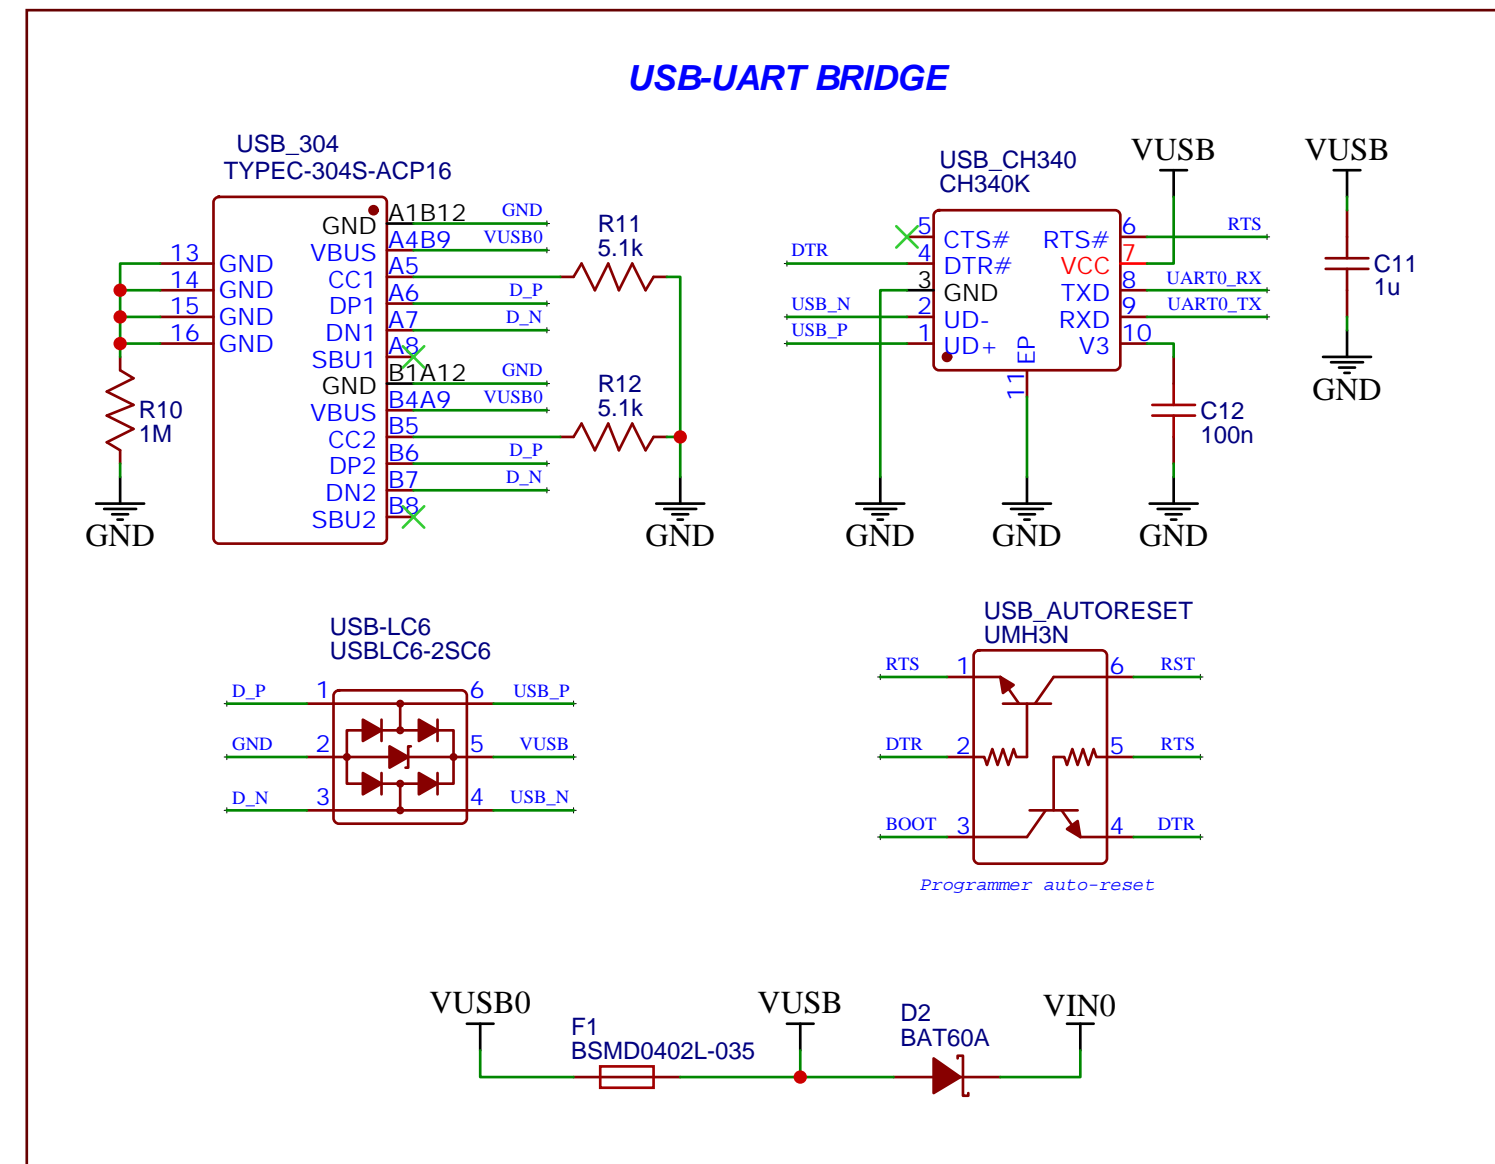 USB-UART BRIDGE
USB_304
TYPEC-304S-ACP16
13 GND
14 GND
15 GND
16 GND
R10
1M
GND
GND A1B12 GND
VBUS A4B9 VUSB0
CC1 A5
DP1 A6 D_P
DN1 A7 D_N
SBU1 A8
GND B1A12 GND
VBUS B4A9 VUSB0
CC2 B5
DP2 B6 D_P
DN2 B7 D_N
SBU2 B8
R11
5.1k
R12
5.1k
GND
USB_CH340
CH340K
5 CTS#
DTR 4 DTR#
3 GND
USB_N 2 UD-
USB_P 1 UD+
RTS# 6 RTS
VCC 7
TXD 8 UART0_RX
RXD 9 UART0_TX
V3 10
EP 11
VUSB
C12
100n
GND
GND
GND
VUSB
C11
1u
GND
USB-LC6
USBLC6-2SC6
D_P 1 6 USB_P
GND 2 5 VUSB
D_N 3 4 USB_N
USB_AUTORESET
UMH3N
RTS 1 6 RST
DTR 2 5 RTS
BOOT 3 4 DTR
Programmer auto-reset
VUSB0
F1
BSMD0402L-035
VUSB
D2
BAT60A
VIN0